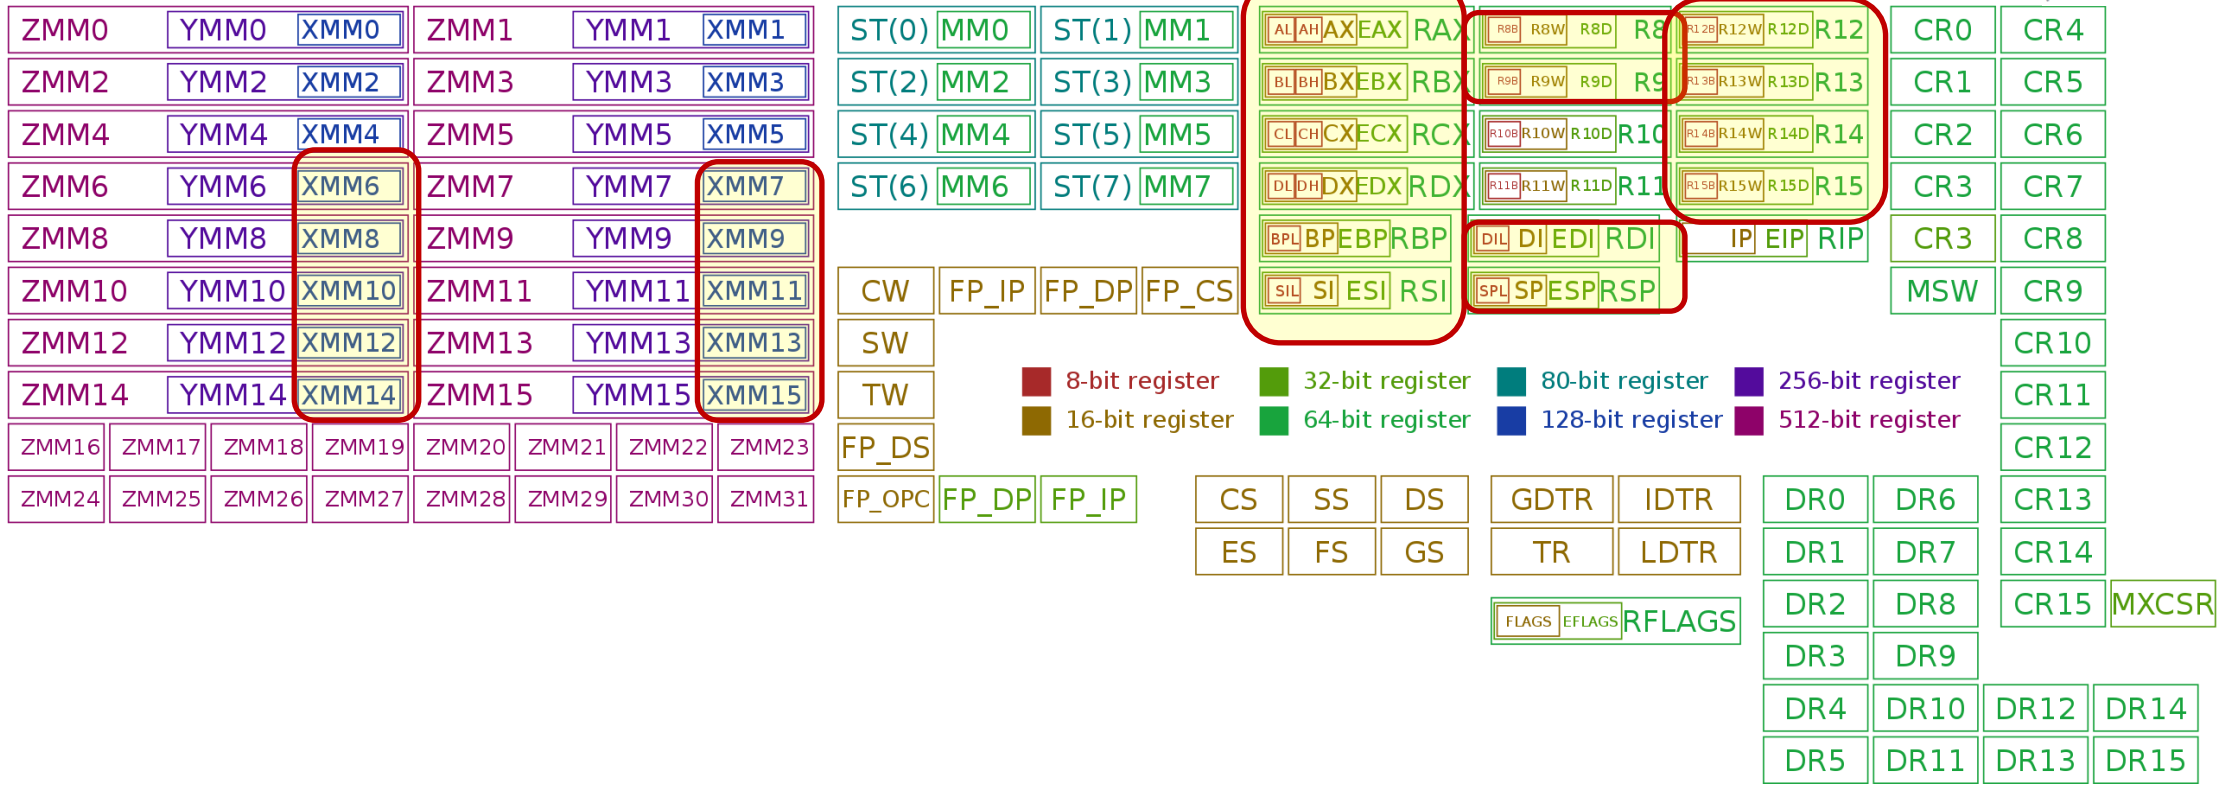 ZMM0 YMM0 XMM0 ZMM1 YMM1 XMM1 ST(0) MM0 ST(1) MM1 AL AH AX EAX RAX R8B R8W R8D R8 R12B R12W R12D R12 CR0 CR4
ZMM2 YMM2 XMM2 ZMM3 YMM3 XMM3 ST(2) MM2 ST(3) MM3 BL BH BX EBX RBX R9B R9W R9D R9 R13B R13W R13D R13 CR1 CR5
ZMM4 YMM4 XMM4 ZMM5 YMM5 XMM5 ST(4) MM4 ST(5) MM5 CL CH CX ECX RCX R10B R10W R10D R10 R14B R14W R14D R14 CR2 CR6
ZMM6 YMM6 XMM6 ZMM7 YMM7 XMM7 ST(6) MM6 ST(7) MM7 DL DH DX EDX RDX R11B R11W R11D R11 R15B R15W R15D R15 CR3 CR7
ZMM8 YMM8 XMM8 ZMM9 YMM9 XMM9 BPL BP EBP RBP DIL DI EDI RDI IP EIP RIP CR3 CR8
ZMM10 YMM10 XMM10 ZMM11 YMM11 XMM11 CW FP_IP FP_DP FP_CS SIL SI ESI RSI SPL SP ESP RSP MSW CR9
ZMM12 YMM12 XMM12 ZMM13 YMM13 XMM13 SW CR10
8-bit register 32-bit register 80-bit register 256-bit register
ZMM14 YMM14 XMM14 ZMM15 YMM15 XMM15 TW CR11
16-bit register 64-bit register 128-bit register 512-bit register
ZMM16 ZMM17 ZMM18 ZMM19 ZMM20 ZMM21 ZMM22 ZMM23 FP_DS CR12
ZMM24 ZMM25 ZMM26 ZMM27 ZMM28 ZMM29 ZMM30 ZMM31 FP_OPC FP_DP FP_IP CS SS DS GDTR IDTR DR0 DR6 CR13
ES FS GS TR LDTR DR1 DR7 CR14
DR2 DR8 CR15 MXCSR
FLAGS EFLAGS RFLAGS
DR3 DR9
DR4 DR10 DR12 DR14
DR5 DR11 DR13 DR15